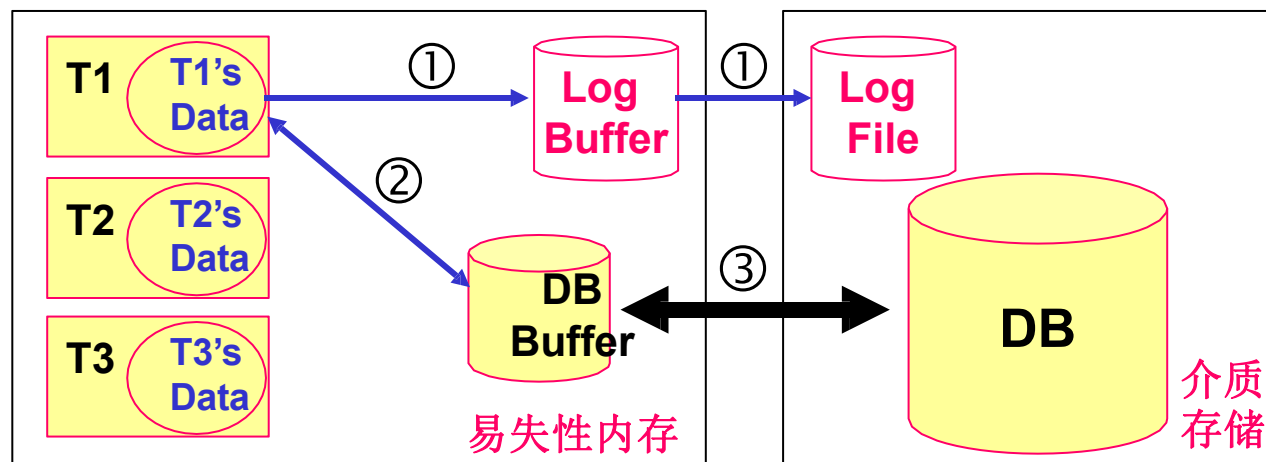 T1
T1’s
Data
①
Log
Buffer
①
Log
File
②
T2
T2’s
Data
DB
Buffer
③
DB
T3
T3’s
Data
易失性内存
介质
存储